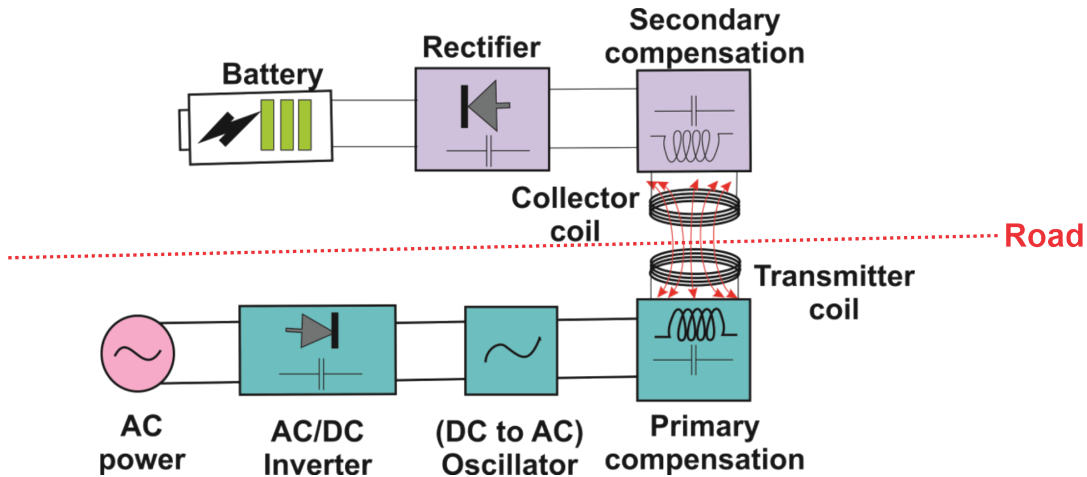 Secondary
compensation
Rectifier
Battery
Collector
coil
Road
Transmitter
coil
AC
power
AC/DC
Inverter
(DC to AC)
Oscillator
Primary
compensation